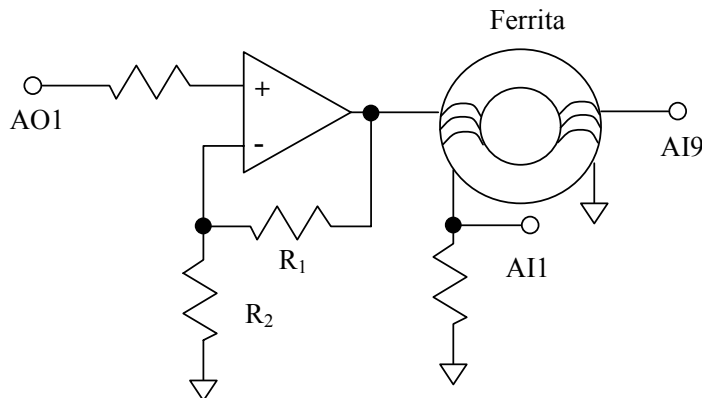 Ferrita
+
AO1
-
AI9
R1
AI1
R2